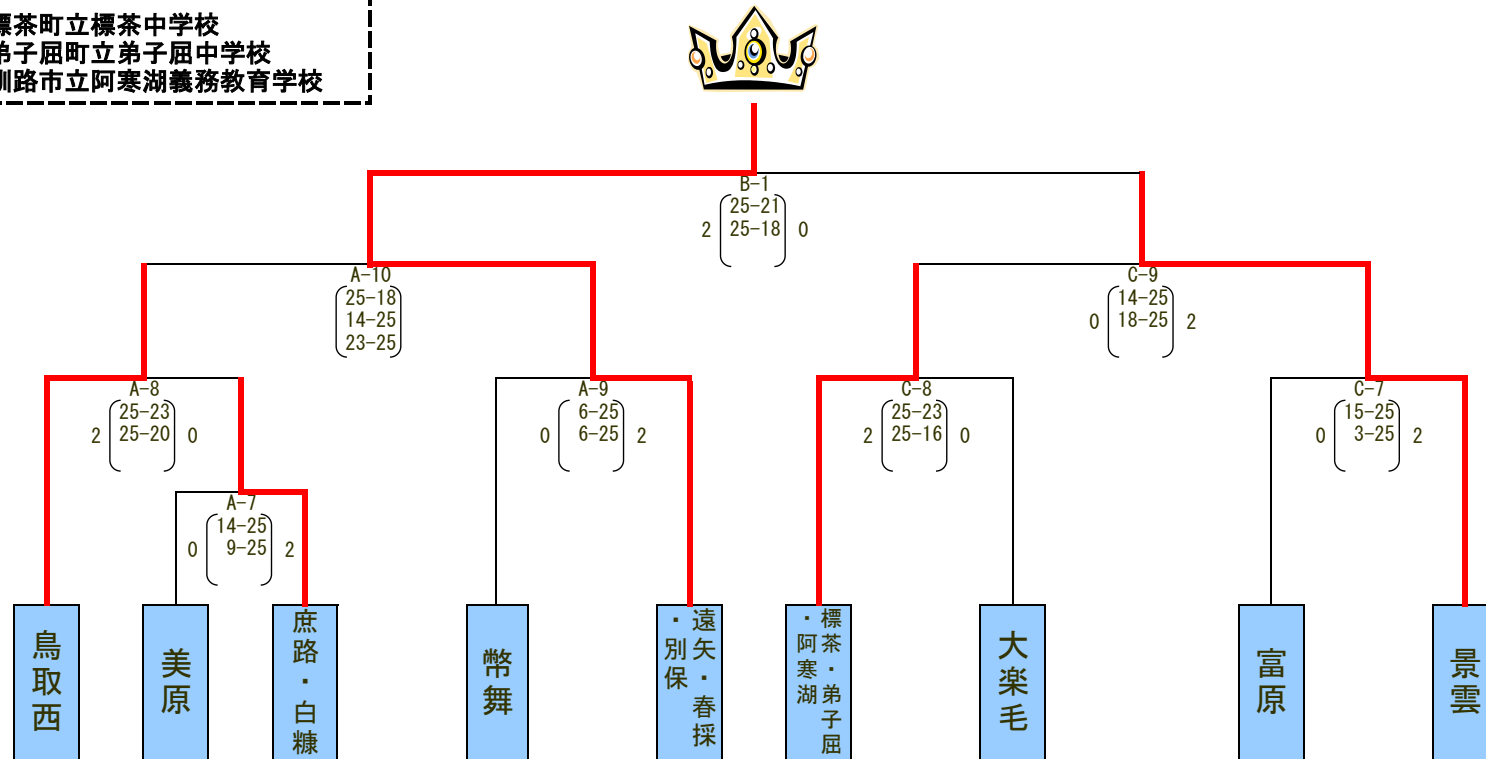 標茶町立標茶中学校
弟子屈町立弟子屈中学校
釧路市立阿寒湖義務教育学校
B-1
25-21
2 25-18 0
A-10
25-18
14-25
23-25
C-9
14-25
0 18-25 2
A-8
25-23
2 25-20 0
A-9
6-25
0 6-25 2
C-8
25-23
2 25-16 0
C-7
15-25
0 3-25 2
A-7
14-25
0 9-25 2
鳥取西
美原
庶路・白糠
幣舞
遠矢・春採
・別保
標茶・弟子屈
・阿寒湖
大楽毛
富原
景雲